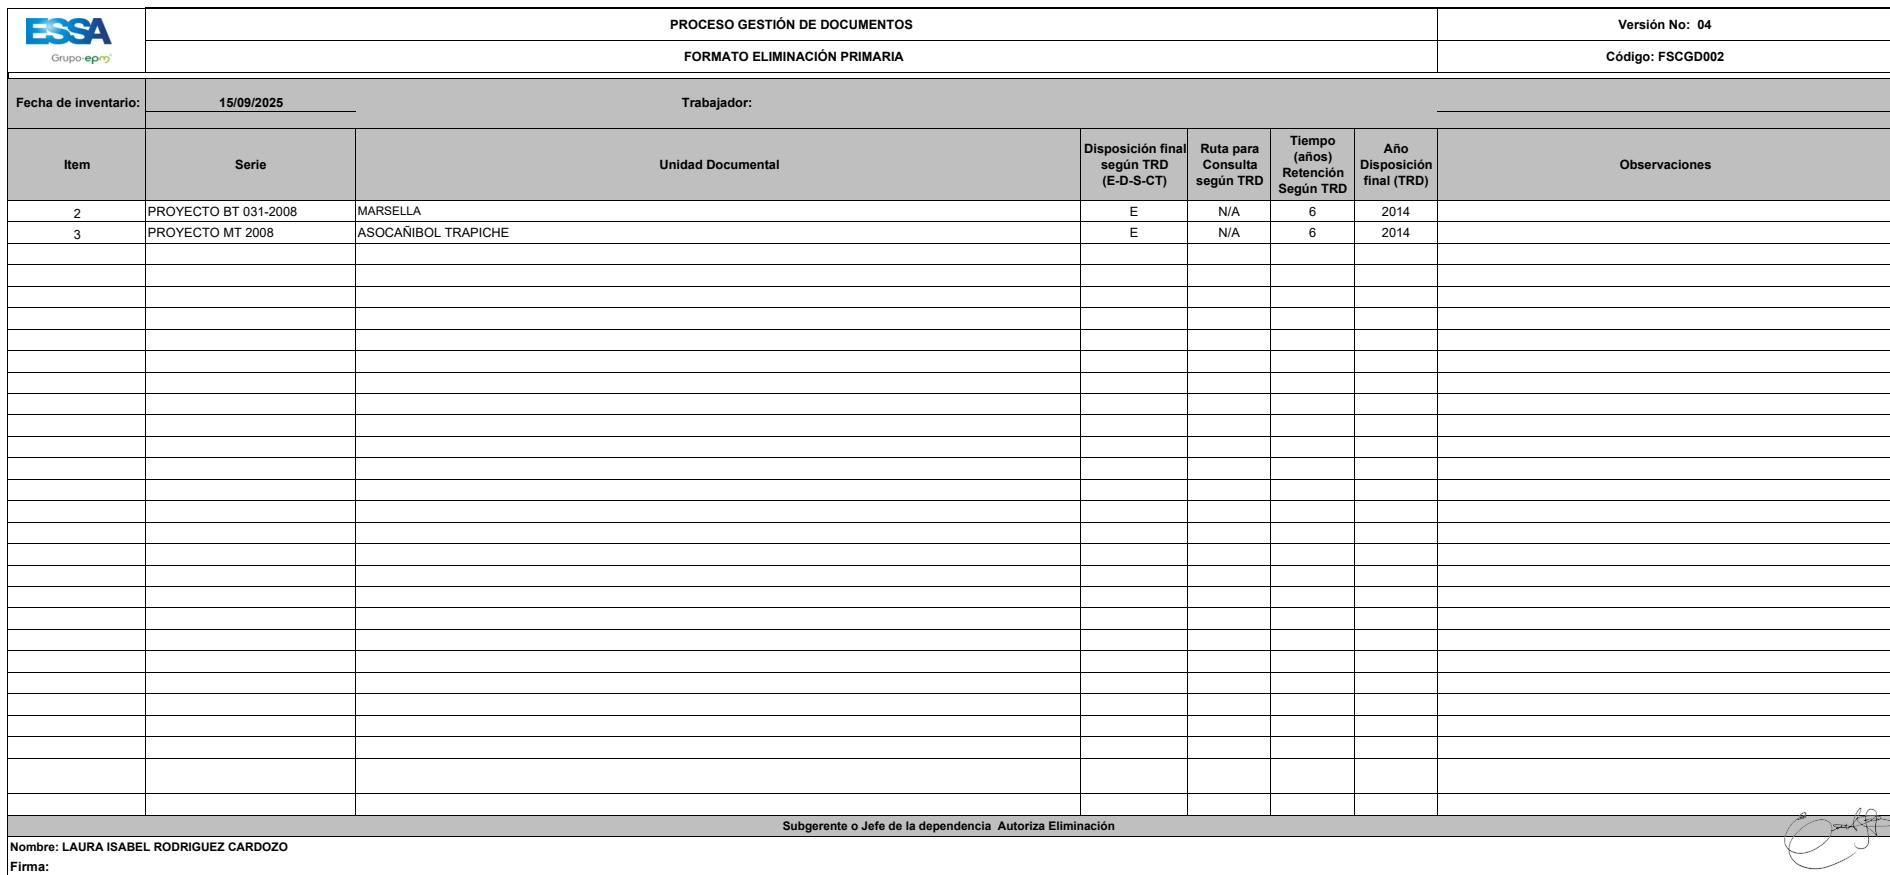 ESSA
Grupo·epm®
PROCESO GESTIÓN DE DOCUMENTOS
Versión No: 04
FORMATO ELIMINACIÓN PRIMARIA
Código: FSCGD002
Fecha de inventario: 15/09/2025 Trabajador:
Item Serie Unidad Documental Disposición final según TRD (E-D-S-CT) Ruta para Consulta según TRD Tiempo (años) Retención Según TRD Año Disposición final (TRD) Observaciones
2 PROYECTO BT 031-2008 MARSELLA E N/A 6 2014
3 PROYECTO MT 2008 ASOCAÑIBOL TRAPICHE E N/A 6 2014
Subgerente o Jefe de la dependencia Autoriza Eliminación
Nombre: LAURA ISABEL RODRIGUEZ CARDOZO
Firma: